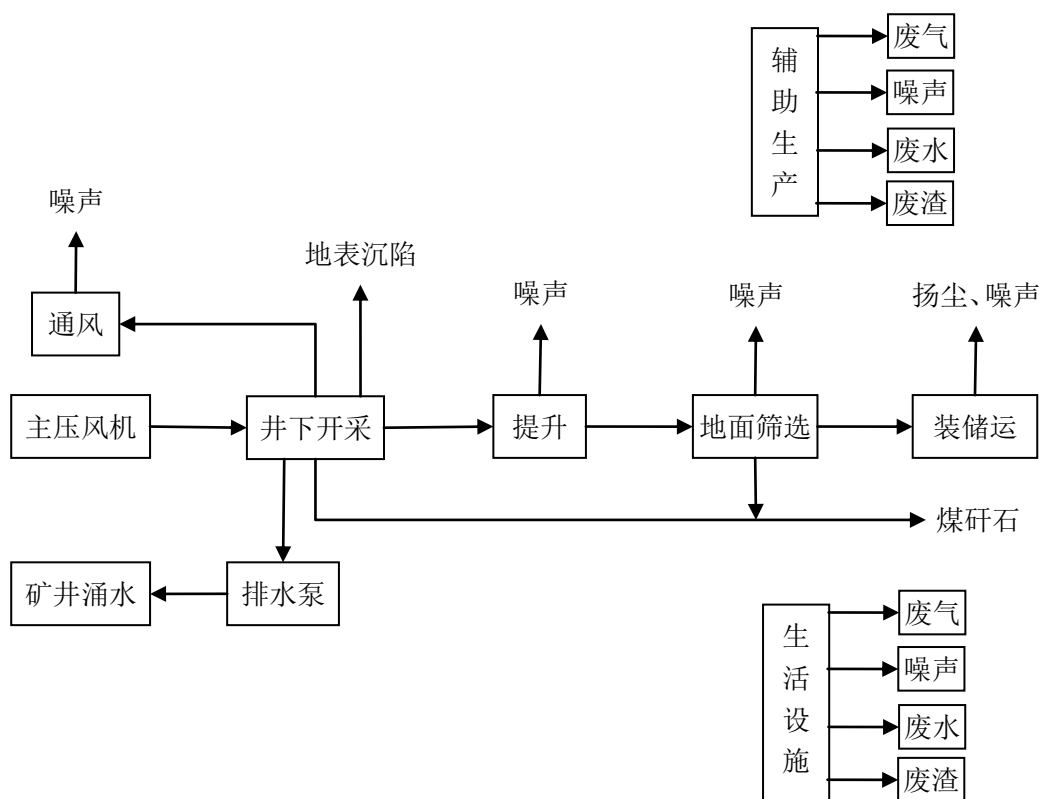 废气
辅助生产
噪声
废水
废渣
噪声
地表沉陷
噪声
噪声
扬尘、噪声
通风
主压风机
井下开采
提升
地面筛选
装储运
煤矸石
矿井涌水
排水泵
废气
生活设施
噪声
废水
废渣